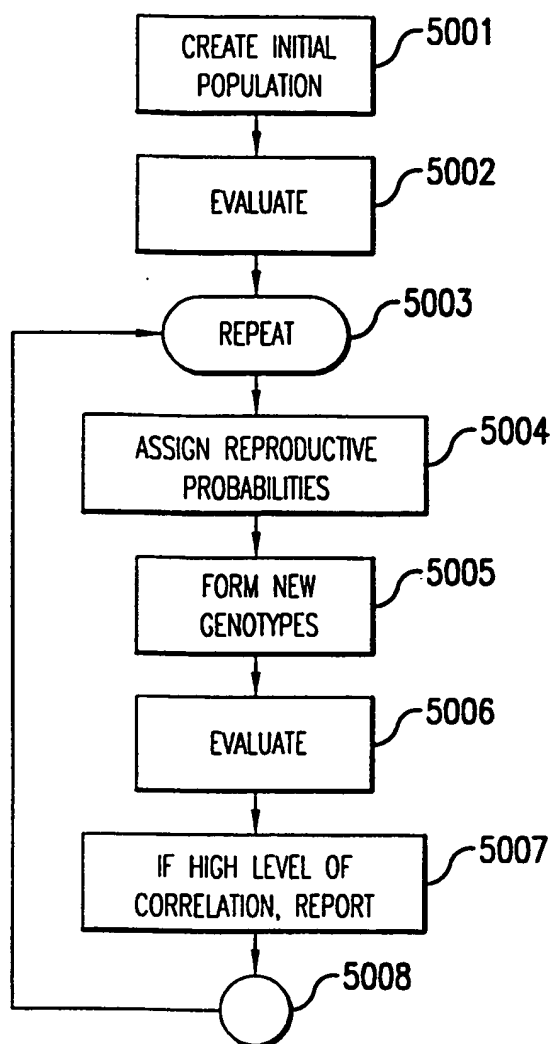 CREATE INITIAL
POPULATION
5001
EVALUATE
5002
REPEAT
5003
ASSIGN REPRODUCTIVE
PROBABILITIES
5004
FORM NEW
GENOTYPES
5005
EVALUATE
5006
IF HIGH LEVEL OF
CORRELATION, REPORT
5007
5008